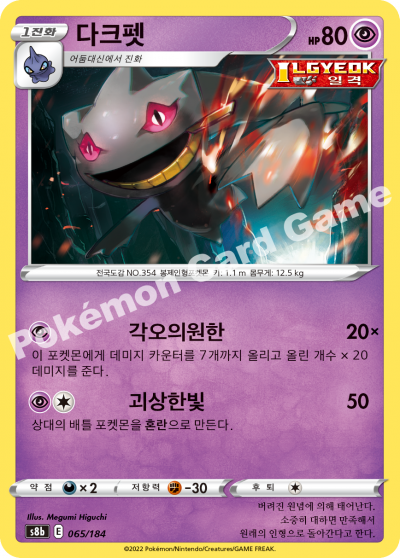 1진화
다크펫
HP 80
어둠대신에서 진화
ILGYEOK
일격
전국도감 NO.354 봉제인형포켓몬 키: 1.1 m 몸무게: 12.5 kg
Pokémon Card Game
각오의원한 20×
이 포켓몬에게 데미지 카운터를 7개까지 올리고 올린 개수 × 20
데미지를 준다.
괴상한빛 50
상대의 배틀 포켓몬을 혼란으로 만든다.
약점 ×2 저항력 -30 후퇴
Illus. Megumi Higuchi
s8b E 065/184
버려진 원념에 의해 태어난다.
소중히 대하면 만족해서
원래의 인형으로 돌아간다고 한다.
©2022 Pokémon/Nintendo/Creatures/GAME FREAK.